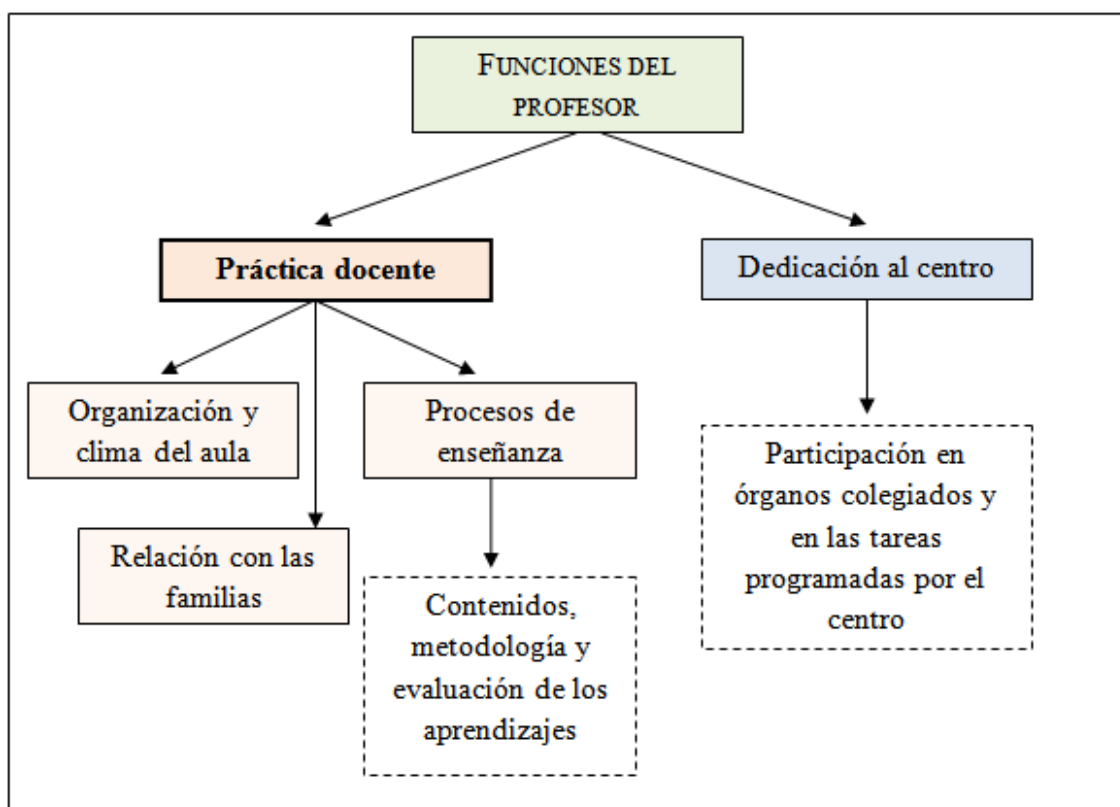 FUNCIONES DEL
PROFESOR
Práctica docente
Dedicación al centro
Organización y
clima del aula
Procesos de
enseñanza
Relación con las
familias
Contenidos,
metodología y
evaluación de los
aprendizajes
Participación en
órganos colegiados y
en las tareas
programadas por el
centro